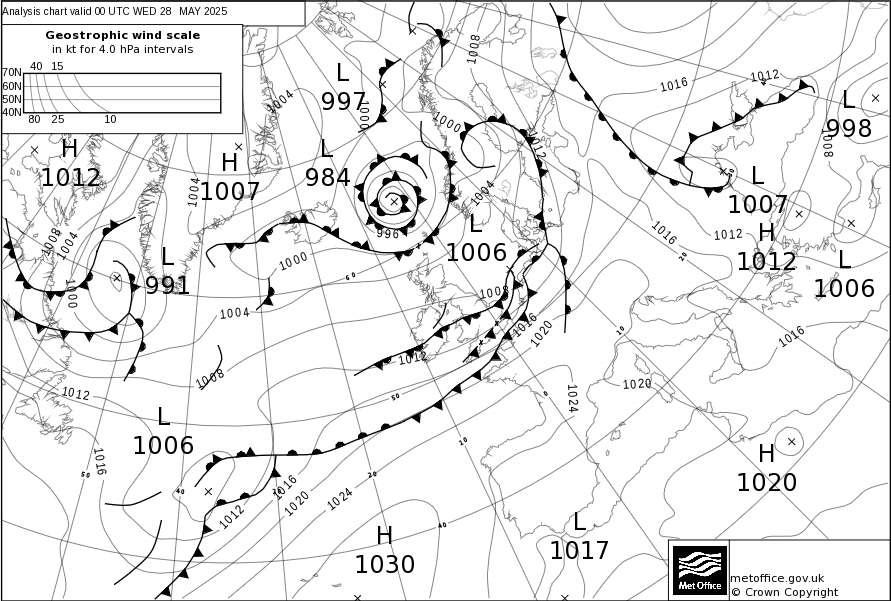 Analysis chart valid 00 UTC WED 28 MAY 2025
Geostrophic wind scale
in kt for 4.0 hPa intervals
40 15
70N
60N
50N
40N
80 25 10
1008
L
997
1004
1000
1000
1016
1012
L
998
1008
H
1012
H
1007
L
984
1012
1004
1004
L
1007
996
L
1006
1016
1012
H
1012
L
1006
1008
1004
L
991
1000
1000
60
20
1008
1004
1016
1020
10
1016
1012
1008
1012
50
0
1020
1024
L
1006
1016
10
H
1020
50
40
30
20
1016
1020
1024
1012
40
H
1030
L
1017
Met Office
metoffice.gov.uk
© Crown Copyright